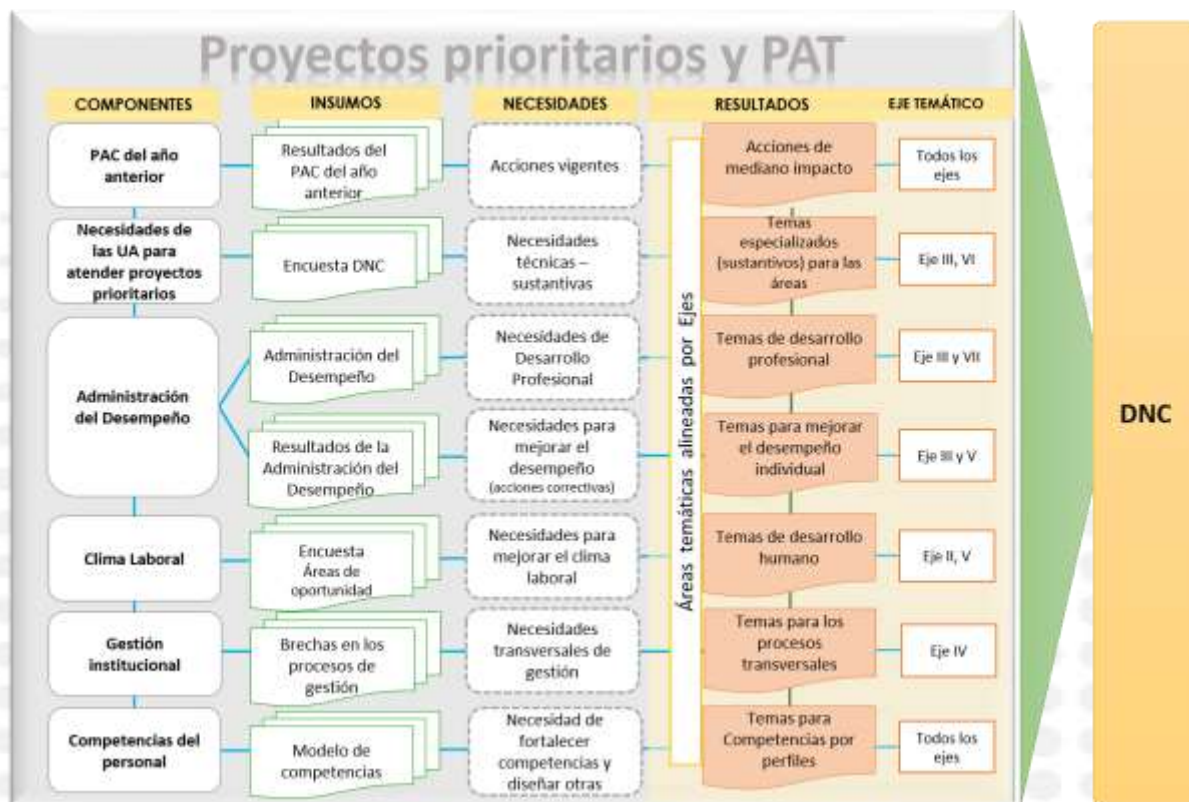 Proyectos prioritarios y PAT
COMPONENTES
INSUMOS
NECESIDADES
RESULTADOS
EJE TEMÁTICO
PAC del año
anterior
Resultados del
PAC del año
anterior
Acciones vigentes
Acciones de
mediano impacto
Todos los
ejes
Necesidades de
las UA para
atender proyectos
prioritarios
Encuesta DNC
Necesidades
técnicas –
sustantivas
Temas
especializados
(sustantivos) para las
áreas
Eje III, VI
Administración
del Desempeño
Administración del
Desempeño
Necesidades de
Desarrollo
Profesional
Temas de desarrollo
profesional
Eje III y VII
Resultados de la
Administración del
Desempeño
Necesidades para
mejorar el
desempeño
(acciones correctivas)
Temas para mejorar
el desempeño
individual
Eje III y V
Clima Laboral
Encuesta
Áreas de
oportunidad
Necesidades para
mejorar el clima
laboral
Temas de desarrollo
humano
Eje II, V
Gestión
institucional
Brechas en los
procesos de
gestión
Necesidades
transversales de
gestión
Temas para los
procesos
transversales
Eje IV
Competencias del
personal
Modelo de
competencias
Necesidad de
fortalecer
competencias y
diseñar otras
Temas para
Competencias por
perfiles
Todos los
ejes
Áreas temáticas alineadas por Ejes
DNC